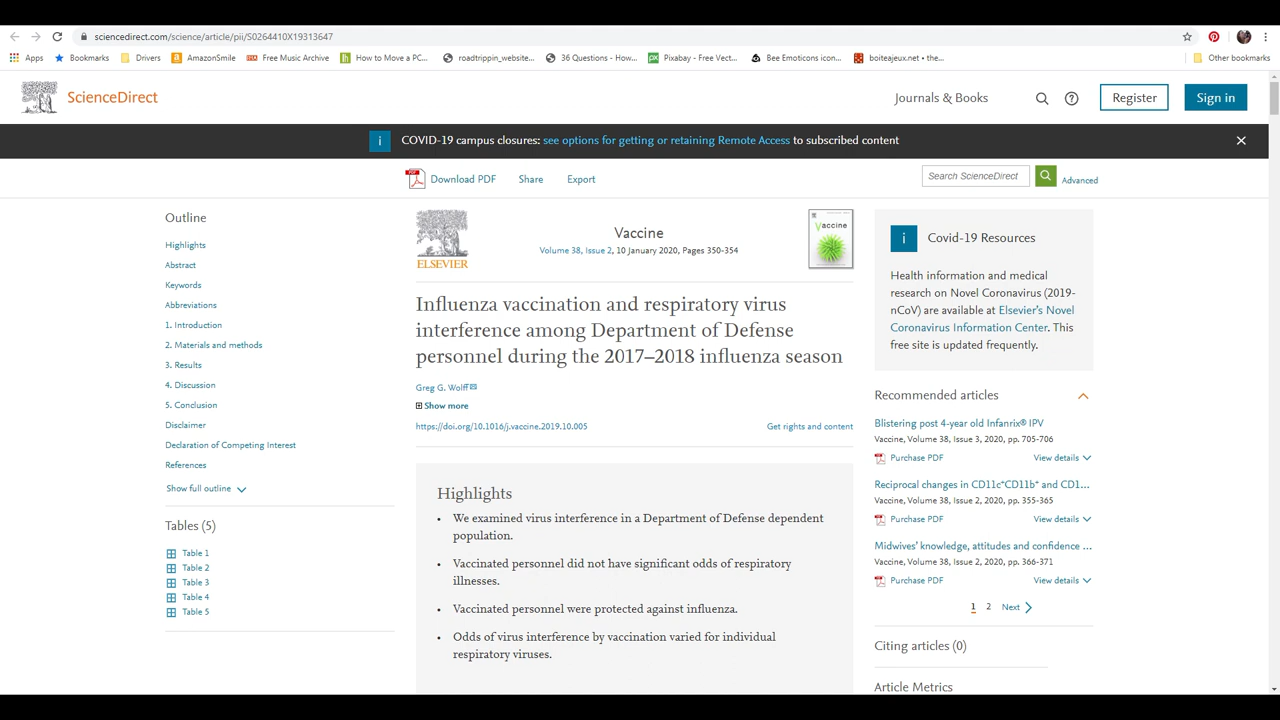 sciencedirect.com/science/article/pii/S0264410X19313647
Apps Bookmarks Drivers AmazonSmile Free Music Archive How to Move a PC... roadtrippin_website... 36 Questions - How... Pixabay - Free Vect... Bee Emoticons icon... boiteajeux.net • the... Other bookmarks
ScienceDirect
Journals & Books
Register
Sign in
COVID-19 campus closures: see options for getting or retaining Remote Access to subscribed content
Download PDF Share Export
Search ScienceDirect
Advanced
Outline
Highlights
Abstract
Keywords
Abbreviations
1. Introduction
2. Materials and methods
3. Results
4. Discussion
5. Conclusion
Disclaimer
Declaration of Competing Interest
References
Show full outline
Tables (5)
Table 1
Table 2
Table 3
Table 4
Table 5
ELSEVIER
Vaccine
Volume 38, Issue 2, 10 January 2020, Pages 350-354
Vaccine
Influenza vaccination and respiratory virus
interference among Department of Defense
personnel during the 2017–2018 influenza season
Greg G. Wolff
Show more
https://doi.org/10.1016/j.vaccine.2019.10.005
Get rights and content
Highlights
• We examined virus interference in a Department of Defense dependent
population.
• Vaccinated personnel did not have significant odds of respiratory
illnesses.
• Vaccinated personnel were protected against influenza.
• Odds of virus interference by vaccination varied for individual
respiratory viruses.
Covid-19 Resources
Health information and medical
research on Novel Coronavirus (2019-
nCoV) are available at Elsevier's Novel
Coronavirus Information Center. This
free site is updated frequently.
Recommended articles
Blistering post 4-year old Infanrix® IPV
Vaccine, Volume 38, Issue 3, 2020, pp. 705-706
Purchase PDF View details
Reciprocal changes in CD11c⁺CD11b⁺ and CD1...
Vaccine, Volume 38, Issue 2, 2020, pp. 355-365
Purchase PDF View details
Midwives' knowledge, attitudes and confidence ...
Vaccine, Volume 38, Issue 2, 2020, pp. 366-371
Purchase PDF View details
1 2 Next
Citing articles (0)
Article Metrics